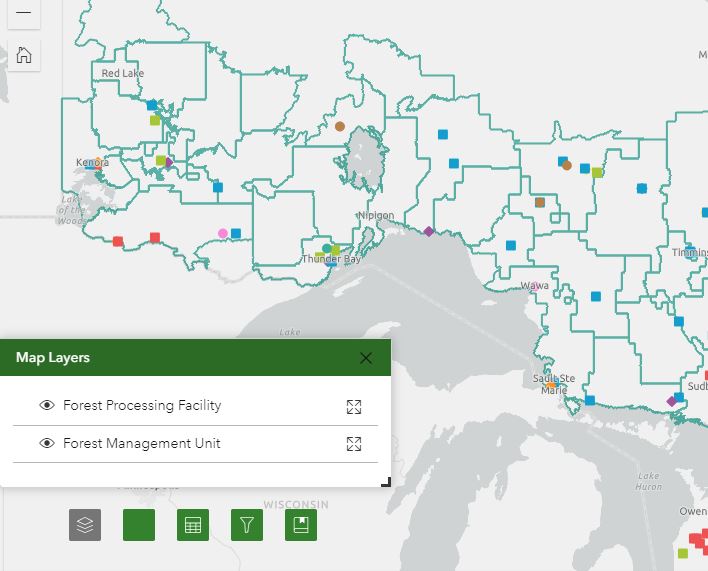 M
Red Lake
Kenora
Lake
of the
Woods
Nipigon
Thunder Bay
Timmins
Wawa
Lake
Map Layers
Sault Ste
Marie
Sudb
Forest Processing Facility
Forest Management Unit
Lake
Huron
WISCONSIN
Owen